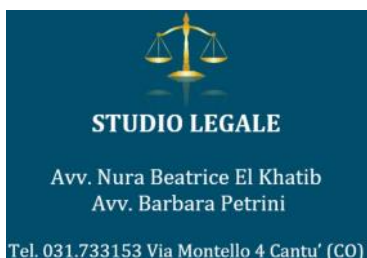 STUDIO LEGALE
Avv. Nura Beatrice El Khatib
Avv. Barbara Petrini
Tel. 031.733153 Via Montello 4 Cantu' (CO)